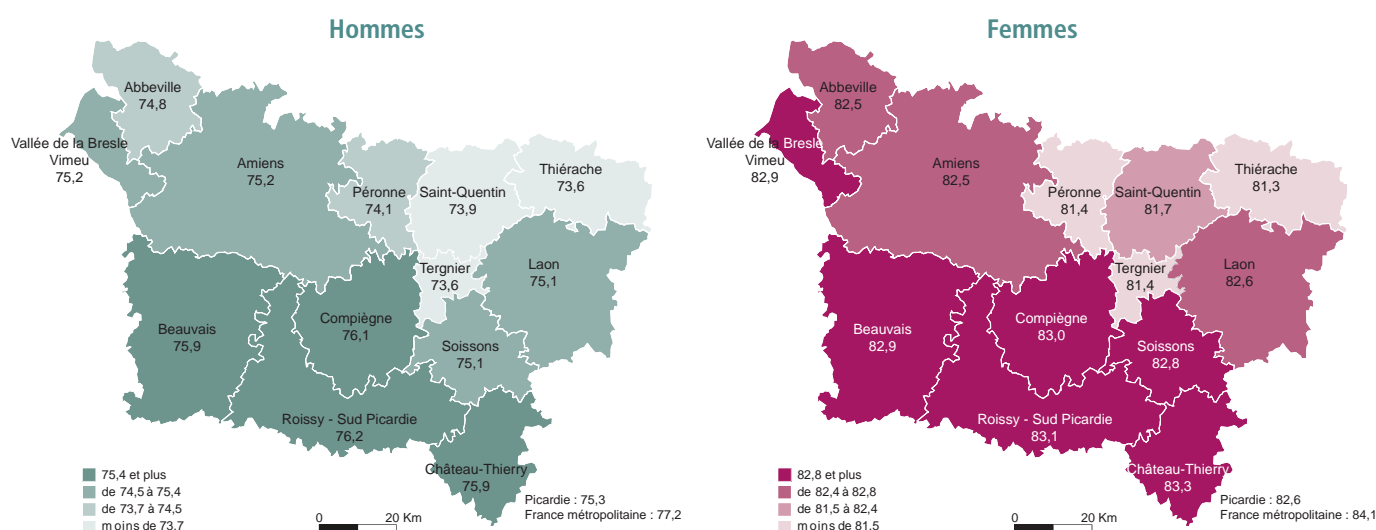 Hommes
Abbeville
74,8
Vallée de la Bresle
Vimeu
75,2
Amiens
75,2
Péronne
74,1
Saint-Quentin
73,9
Thiérache
73,6
Tergnier
73,6
Laon
75,1
Beauvais
75,9
Compiègne
76,1
Soissons
75,1
Roissy - Sud Picardie
76,2
Château-Thierry
75,9
75,4 et plus
de 74,5 à 75,4
de 73,7 à 74,5
moins de 73,7
0 20 Km
Picardie : 75,3
France métropolitaine : 77,2
Femmes
Abbeville
82,5
Vallée de la Bresle
Vimeu
82,9
Amiens
82,5
Péronne
81,4
Saint-Quentin
81,7
Thiérache
81,3
Tergnier
81,4
Laon
82,6
Beauvais
82,9
Compiègne
83,0
Soissons
82,8
Roissy - Sud Picardie
83,1
Château-Thierry
83,3
82,8 et plus
de 82,4 à 82,8
de 81,5 à 82,4
moins de 81,5
0 20 Km
Picardie : 82,6
France métropolitaine : 84,1